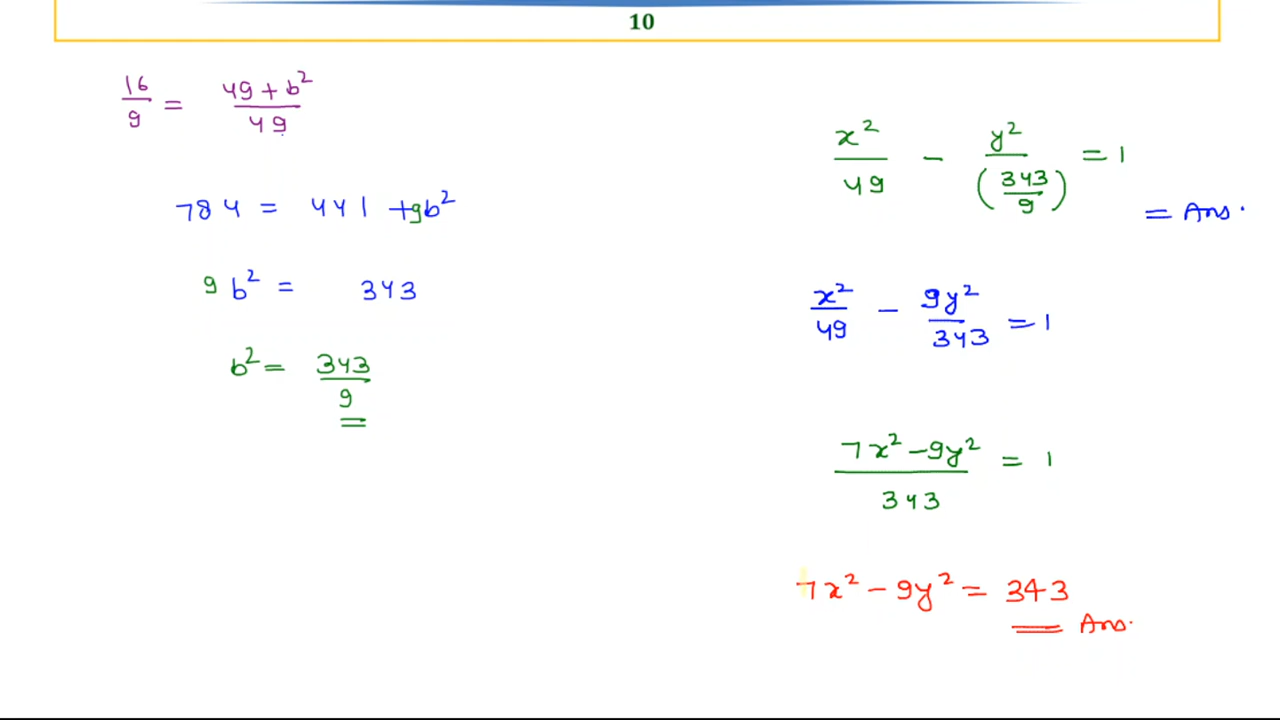 10
16/9 = (49 + b²)/49
784 = 441 + 9b²
9b² = 343
b² = 343/9
x²/49 - y²/(343/9) = 1
= Ans.
x²/49 - 9y²/343 = 1
(7x² - 9y²)/343 = 1
7x² - 9y² = 343
Ans.